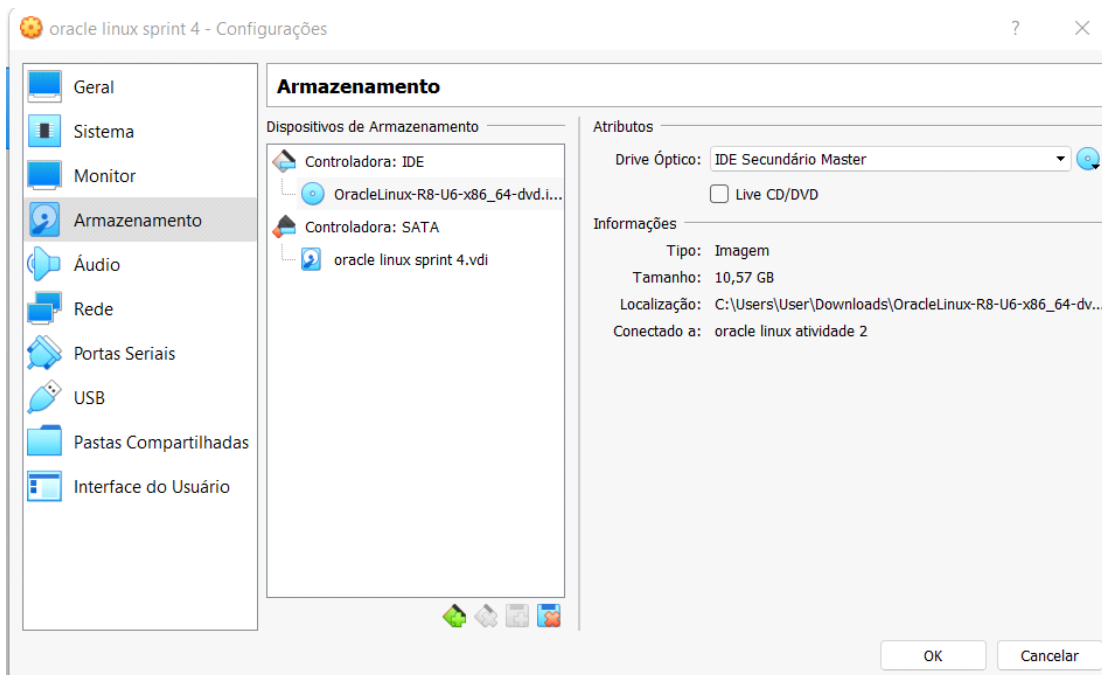 oracle linux sprint 4 - Configurações ?
Geral
Sistema
Monitor
Armazenamento
Áudio
Rede
Portas Seriais
USB
Pastas Compartilhadas
Interface do Usuário
Armazenamento
Dispositivos de Armazenamento
Controladora: IDE
OracleLinux-R8-U6-x86_64-dvd.i...
Controladora: SATA
oracle linux sprint 4.vdi
Atributos
Drive Óptico: IDE Secundário Master
Live CD/DVD
Informações
Tipo: Imagem
Tamanho: 10,57 GB
Localização: C:\Users\User\Downloads\OracleLinux-R8-U6-x86_64-dv...
Conectado a: oracle linux atividade 2
OK Cancelar